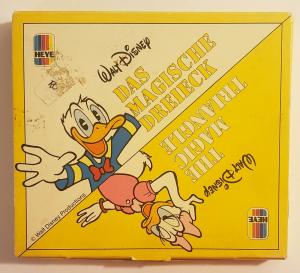 HEYE
WALT DISNEY
DAS
MAGISCHE
DREIECK
© Walt Disney Productions
WALT DISNEY
THE
MAGIC
TRIANGLE
HEYE